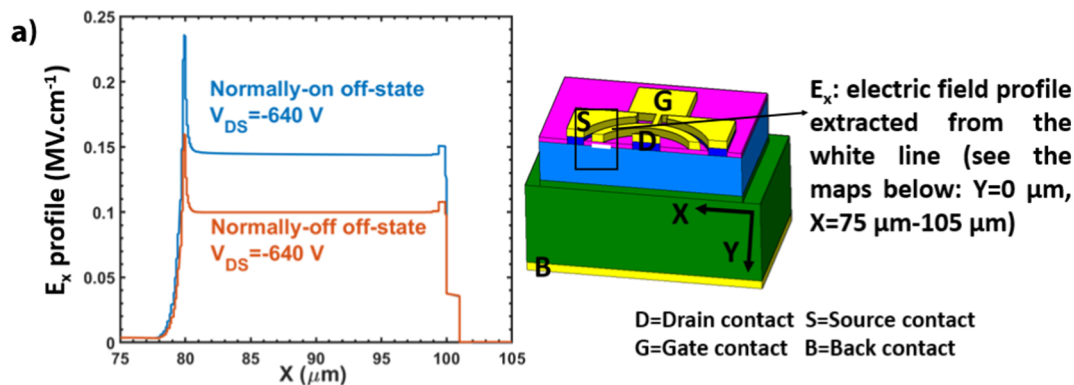 a)
0.25
0.2
0.15
0.1
0.05
0
Eₓ profile (MV.cm⁻¹)
Normally-on off-state
V_DS=-640 V
Normally-off off-state
V_DS=-640 V
75 80 85 90 95 100 105
X (μm)
S
G
D
X
Y
B
Eₓ: electric field profile
extracted from the
white line (see the
maps below: Y=0 μm,
X=75 μm-105 μm)
D=Drain contact S=Source contact
G=Gate contact B=Back contact